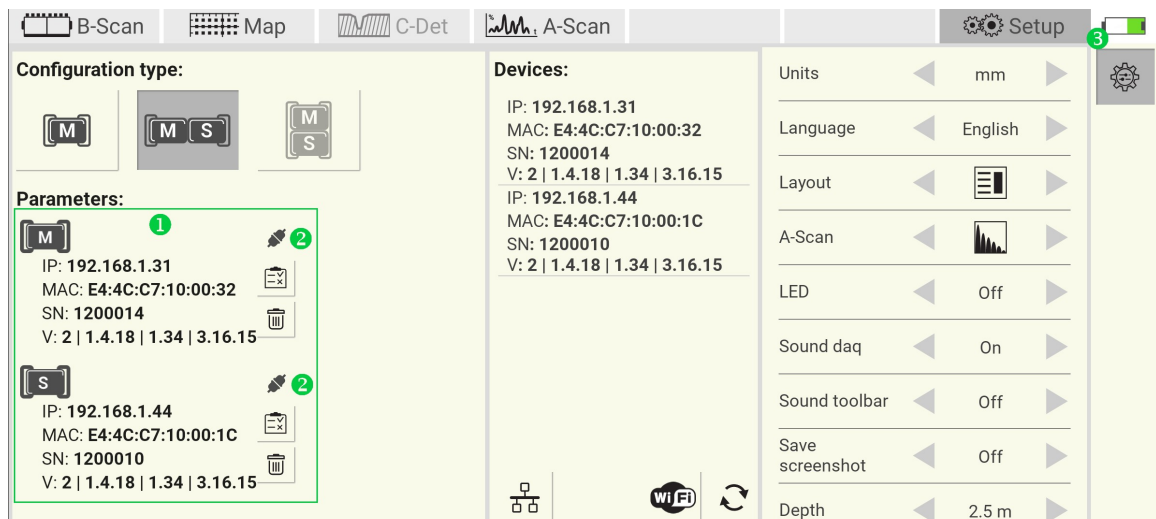 B-Scan
Map
C-Det
A-Scan
Setup
3
Configuration type:
M
M S
M
S
Parameters:
1
M
2
IP: 192.168.1.31
MAC: E4:4C:C7:10:00:32
SN: 1200014
V: 2 | 1.4.18 | 1.34 | 3.16.15
S
2
IP: 192.168.1.44
MAC: E4:4C:C7:10:00:1C
SN: 1200010
V: 2 | 1.4.18 | 1.34 | 3.16.15
Devices:
IP: 192.168.1.31
MAC: E4:4C:C7:10:00:32
SN: 1200014
V: 2 | 1.4.18 | 1.34 | 3.16.15
IP: 192.168.1.44
MAC: E4:4C:C7:10:00:1C
SN: 1200010
V: 2 | 1.4.18 | 1.34 | 3.16.15
WiFi
Units mm
Language English
Layout
A-Scan
LED Off
Sound daq On
Sound toolbar Off
Save
screenshot Off
Depth 2.5 m